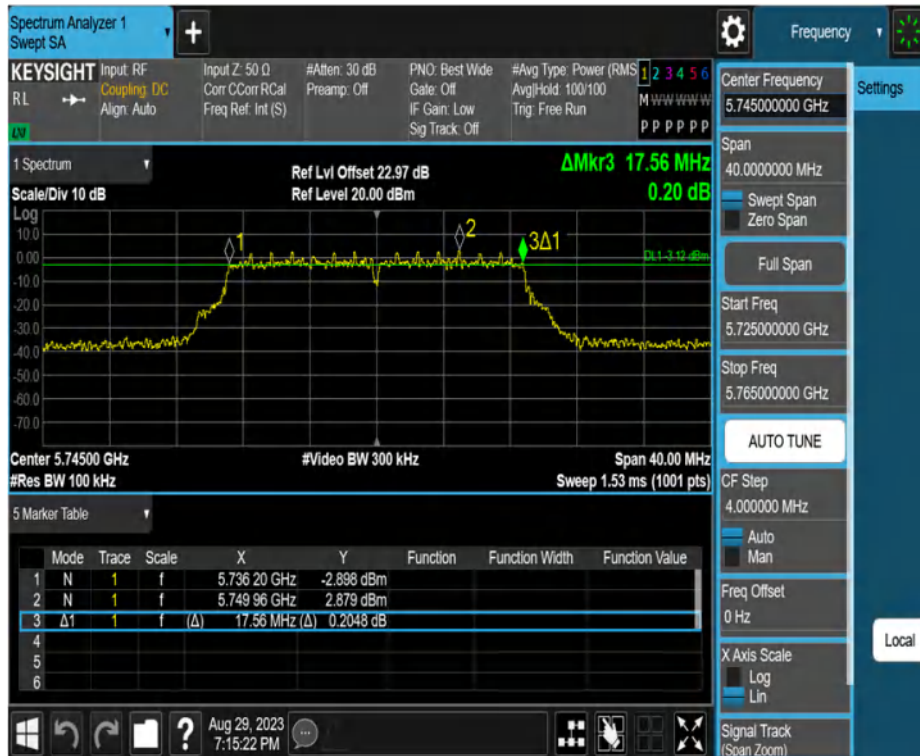 Spectrum Analyzer 1
Swept SA
+
Frequency
KEYSIGHT
RL
LNI
Input: RF
Coupling: DC
Align: Auto
Input Z: 50 Ω
Corr CCorr RCal
Freq Ref: Int (S)
#Atten: 30 dB
Preamp: Off
PNO: Best Wide
Gate: Off
IF Gain: Low
Sig Track: Off
#Avg Type: Power (RMS
Avg|Hold: 100/100
Trig: Free Run
1 2 3 4 5 6
M W W W W W
P P P P P P
Center Frequency
5.745000000 GHz
Settings
Span
40.0000000 MHz
Swept Span
Zero Span
Full Span
Start Freq
5.725000000 GHz
Stop Freq
5.765000000 GHz
AUTO TUNE
CF Step
4.000000 MHz
Auto
Man
Freq Offset
0 Hz
X Axis Scale
Log
Lin
Signal Track
(Span Zoom)
Local
1 Spectrum
Scale/Div 10 dB
Ref Lvl Offset 22.97 dB
Ref Level 20.00 dBm
ΔMkr3 17.56 MHz
0.20 dB
Log
10.0
0.00
-10.0
-20.0
-30.0
-40.0
-50.0
-60.0
-70.0
1
2
3Δ1
DL1 -3.12 dBm
Center 5.74500 GHz
#Video BW 300 kHz
Span 40.00 MHz
#Res BW 100 kHz
Sweep 1.53 ms (1001 pts)
5 Marker Table
Mode Trace Scale X Y Function Function Width Function Value
1 N 1 f 5.736 20 GHz -2.898 dBm
2 N 1 f 5.749 96 GHz 2.879 dBm
3 Δ1 1 f (Δ) 17.56 MHz (Δ) 0.2048 dB
4
5
6
?
Aug 29, 2023
7:15:22 PM